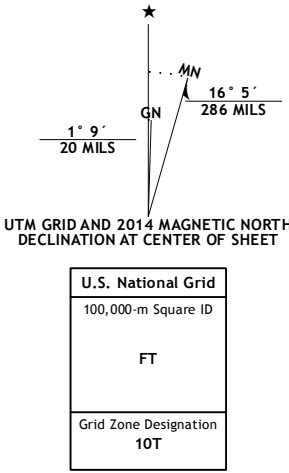 ★
MN
GN
16° 5´
286 MILS
1° 9´
20 MILS
UTM GRID AND 2014 MAGNETIC NORTH
DECLINATION AT CENTER OF SHEET
U.S. National Grid
100,000-m Square ID
FT
Grid Zone Designation
10T